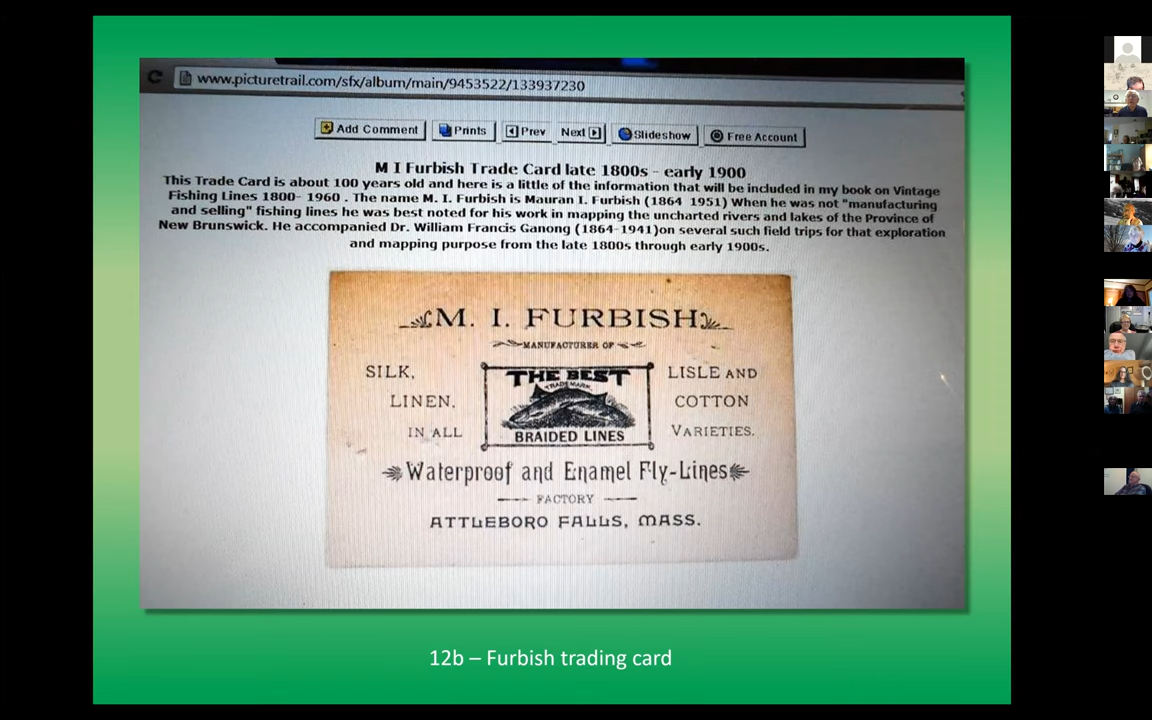 www.picturetrail.com/sfx/album/main/9453522/133937230
Add Comment Prints Prev Next Slideshow Free Account
M I Furbish Trade Card late 1800s - early 1900
This Trade Card is about 100 years old and here is a little of the information that will be included in my book on Vintage
Fishing Lines 1800- 1960 . The name M. I. Furbish is Mauran I. Furbish (1864 1951) When he was not "manufacturing
and selling" fishing lines he was best noted for his work in mapping the uncharted rivers and lakes of the Province of
New Brunswick. He accompanied Dr. William Francis Ganong (1864-1941)on several such field trips for that exploration
and mapping purpose from the late 1800s through early 1900s.
M. I. FURBISH
MANUFACTURER OF
SILK,
LINEN,
IN ALL
THE BEST
TRADE MARK.
BRAIDED LINES
LISLE AND
COTTON
VARIETIES.
Waterproof and Enamel Fly-Lines
FACTORY
ATTLEBORO FALLS, MASS.
12b – Furbish trading card